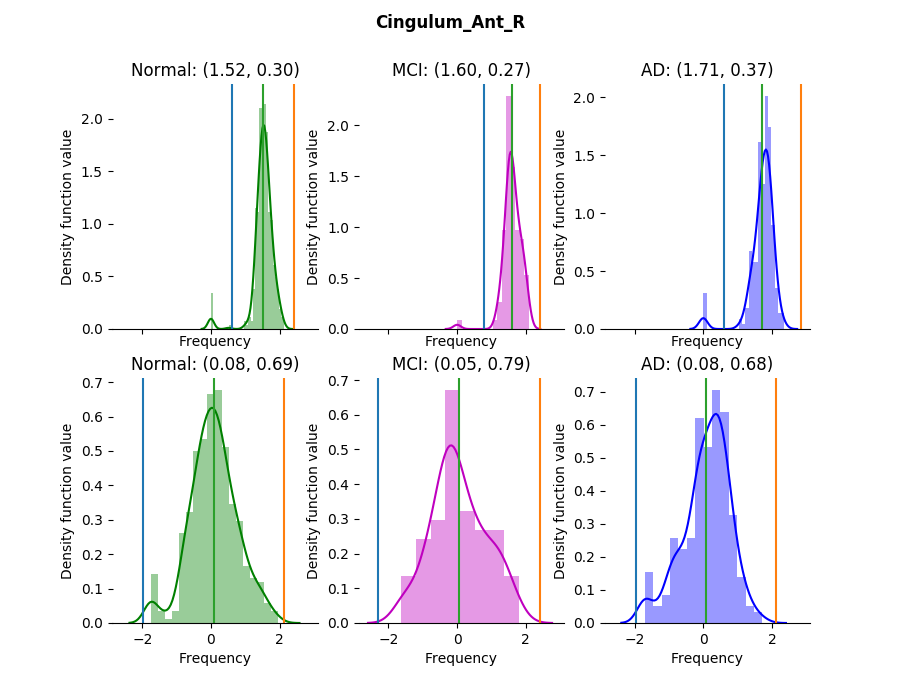 Cingulum_Ant_R
Normal: (1.52, 0.30)
MCI: (1.60, 0.27)
AD: (1.71, 0.37)
Density function value
2.0
1.5
1.0
0.5
0.0
Frequency
Density function value
2.0
1.5
1.0
0.5
0.0
Frequency
Density function value
2.0
1.5
1.0
0.5
0.0
Frequency
Normal: (0.08, 0.69)
MCI: (0.05, 0.79)
AD: (0.08, 0.68)
Density function value
0.7
0.6
0.5
0.4
0.3
0.2
0.1
0.0
−2 0 2
Frequency
Density function value
0.7
0.6
0.5
0.4
0.3
0.2
0.1
0.0
−2 0 2
Frequency
Density function value
0.7
0.6
0.5
0.4
0.3
0.2
0.1
0.0
−2 0 2
Frequency